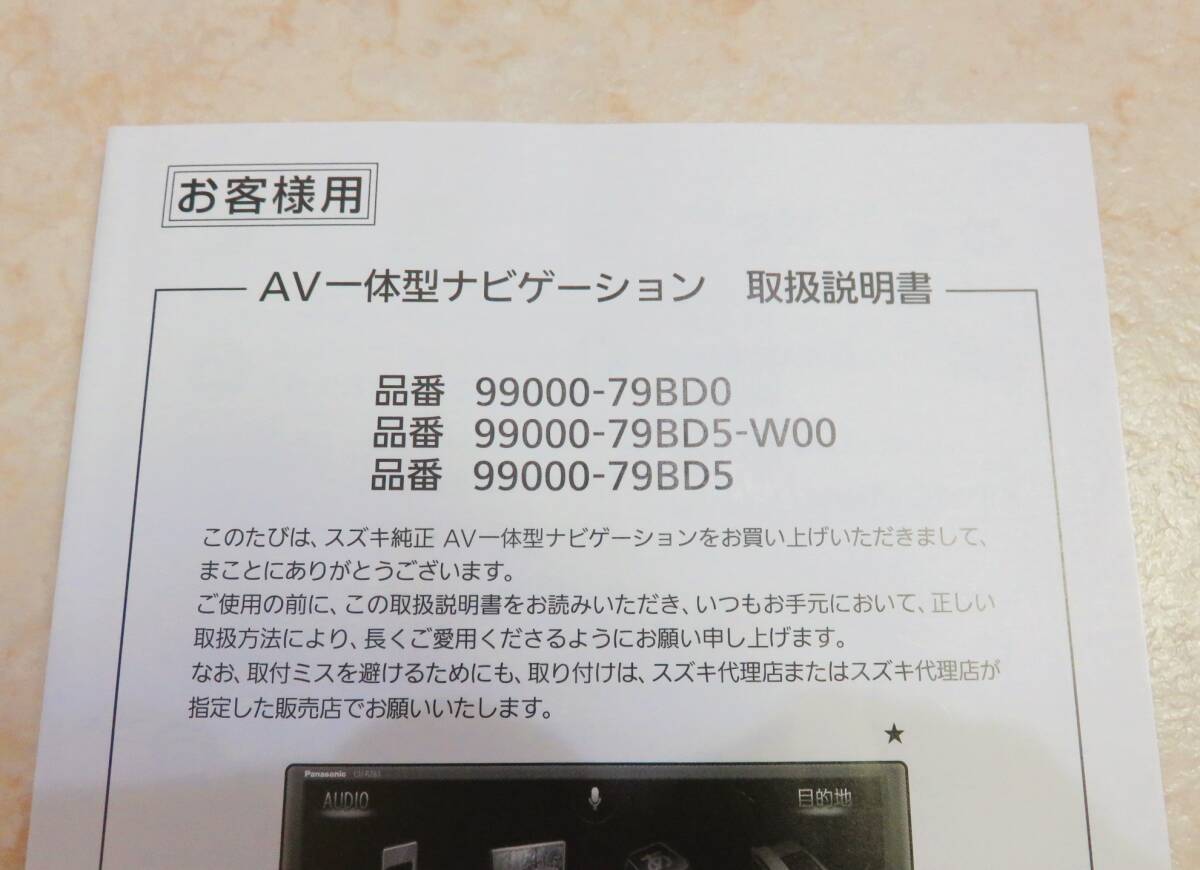 お客様用
AV一体型ナビゲーション 取扱説明書
品番 99000-79BD0
品番 99000-79BD5-W00
品番 99000-79BD5
このたびは、スズキ純正 AV一体型ナビゲーションをお買い上げいただきまして、
まことにありがとうございます。
ご使用の前に、この取扱説明書をお読みいただき、いつもお手元において、正しい
取扱方法により、長くご愛用くださるようにお願い申し上げます。
なお、取付ミスを避けるためにも、取り付けは、スズキ代理店またはスズキ代理店が
指定した販売店でお願いいたします。
★
Panasonic
AUDIO 目的地